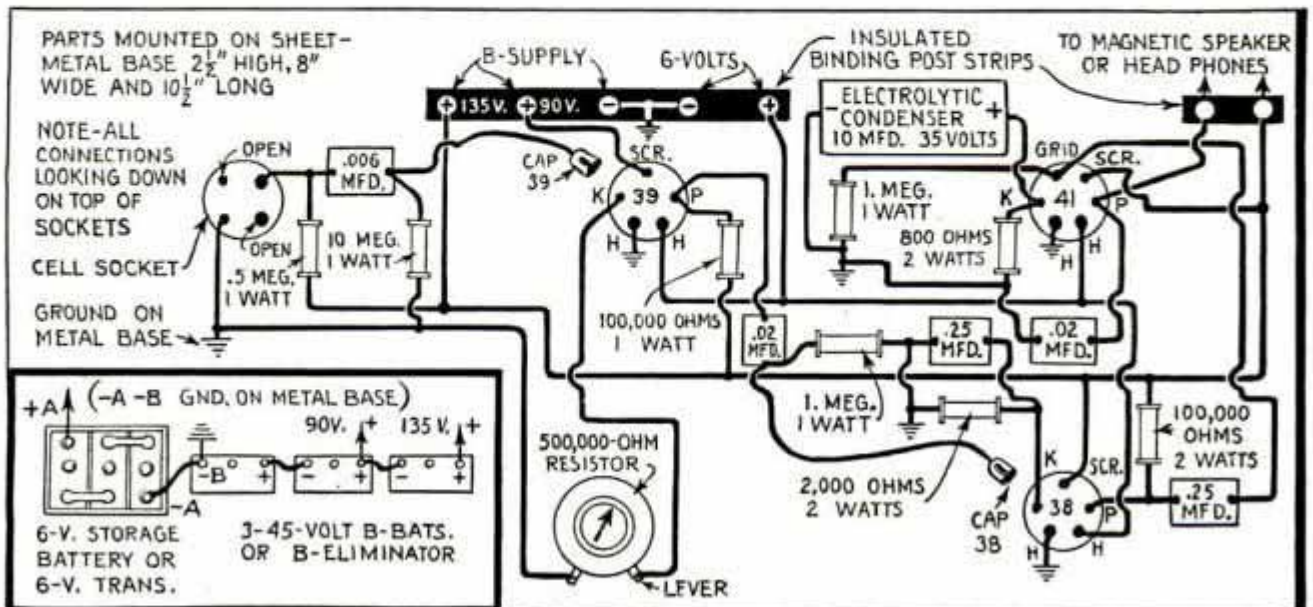 PARTS MOUNTED ON SHEET-
METAL BASE 2½" HIGH, 8"
WIDE AND 10½" LONG
B-SUPPLY
6-VOLTS
INSULATED
BINDING POST STRIPS
TO MAGNETIC SPEAKER
OR HEAD PHONES
+ 135 V. + 90 V. − − +
NOTE-ALL
CONNECTIONS
LOOKING DOWN
ON TOP OF
SOCKETS
OPEN
.006
MFD.
CAP
39
SCR.
K
39
P
H
H
− ELECTROLYTIC +
CONDENSER
10 MFD. 35 VOLTS
GRID
SCR.
K
41
P
H
H
1. MEG.
1 WATT
800 OHMS
2 WATTS
CELL SOCKET
OPEN
.5 MEG.
1 WATT
10 MEG.
1 WATT
GROUND ON
METAL BASE
100,000 OHMS
1 WATT
.02
MFD.
.25
MFD.
.02
MFD.
1. MEG.
1 WATT
100,000
OHMS
2 WATTS
2,000 OHMS
2 WATTS
CAP
38
K
SCR.
38
P
H
H
.25
MFD.
500,000-OHM
RESISTOR
LEVER
+A (-A -B GND. ON METAL BASE)
90V. + 135 V. +
-B + - + - +
-A
6-V. STORAGE
BATTERY OR
6-V. TRANS.
3-45-VOLT B-BATS.
OR B-ELIMINATOR